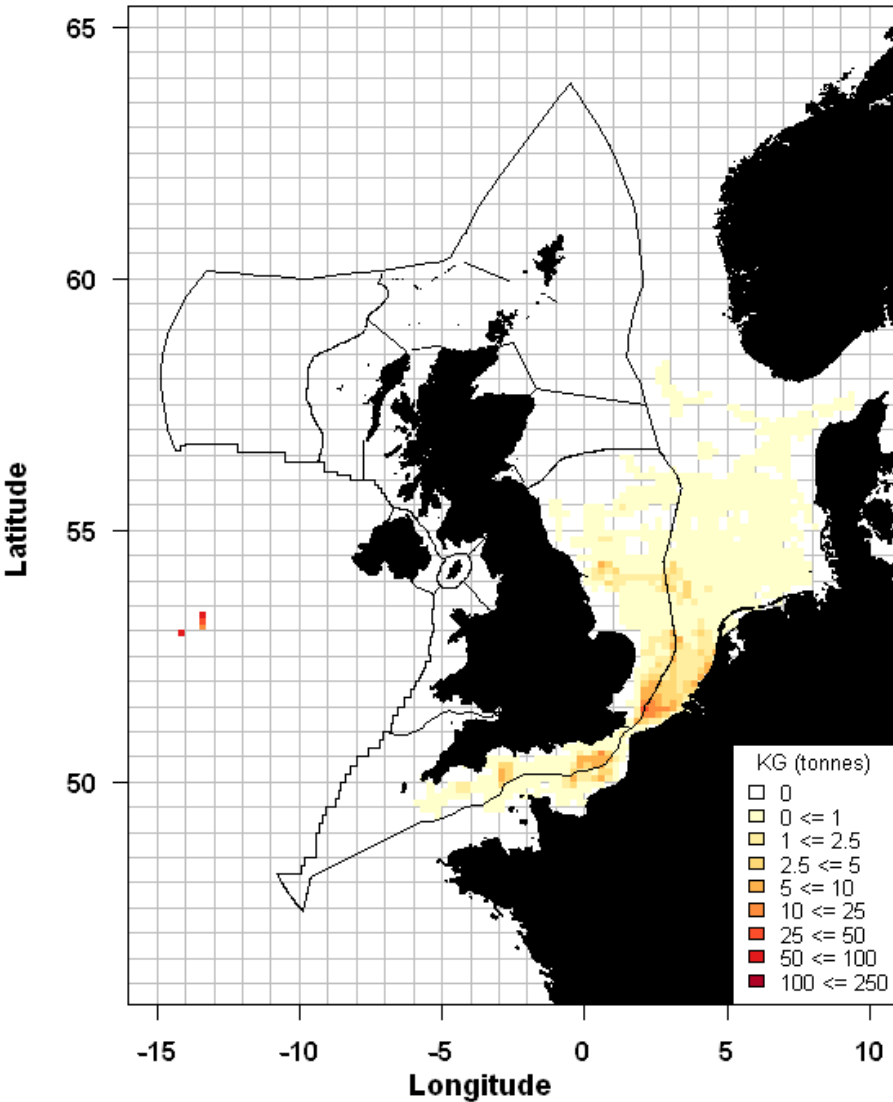 65
60
55
50
Latitude
-15 -10 -5 0 5 10
Longitude
KG (tonnes)
0
0 <= 1
1 <= 2.5
2.5 <= 5
5 <= 10
10 <= 25
25 <= 50
50 <= 100
100 <= 250